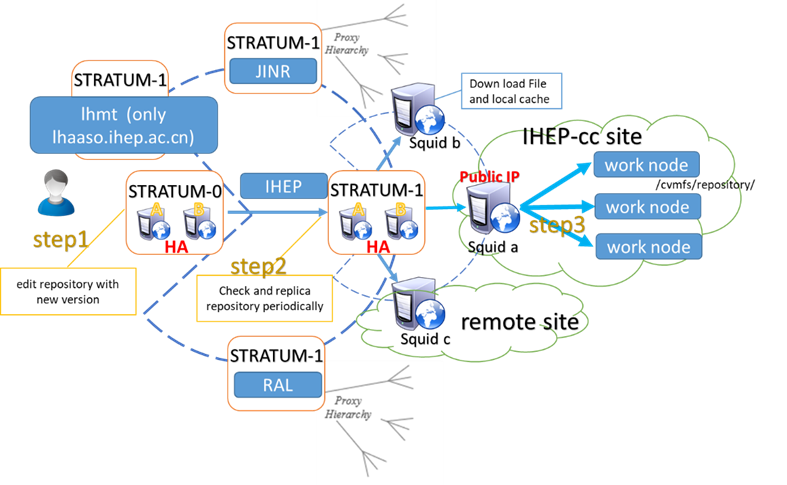 STRATUM-1
JINR
Proxy
Hierarchy
STRATUM-1
lhmt (only
lhaaso.ihep.ac.cn)
Down load File
and local cache
Squid b
IHEP-cc site
work node
/cvmfs/repository/
work node
work node
STRATUM-0
A B
HA
IHEP
STRATUM-1
A B
HA
Public IP
Squid a
step1
step2
step3
edit repository with
new version
Check and replica
repository periodically
Squid c
remote site
STRATUM-1
RAL
Proxy
Hierarchy